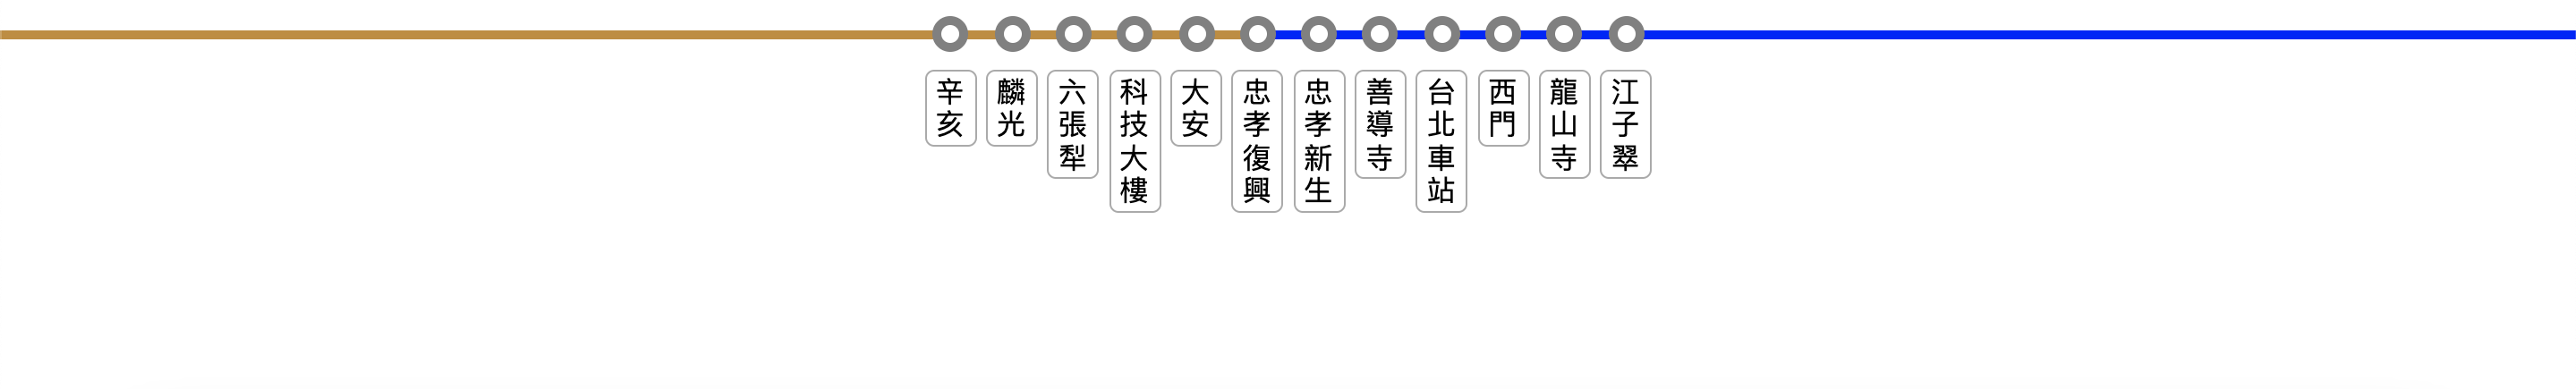 辛亥
麟光
六張犁
科技大樓
大安
忠孝復興
忠孝新生
善導寺
台北車站
西門
龍山寺
江子翠